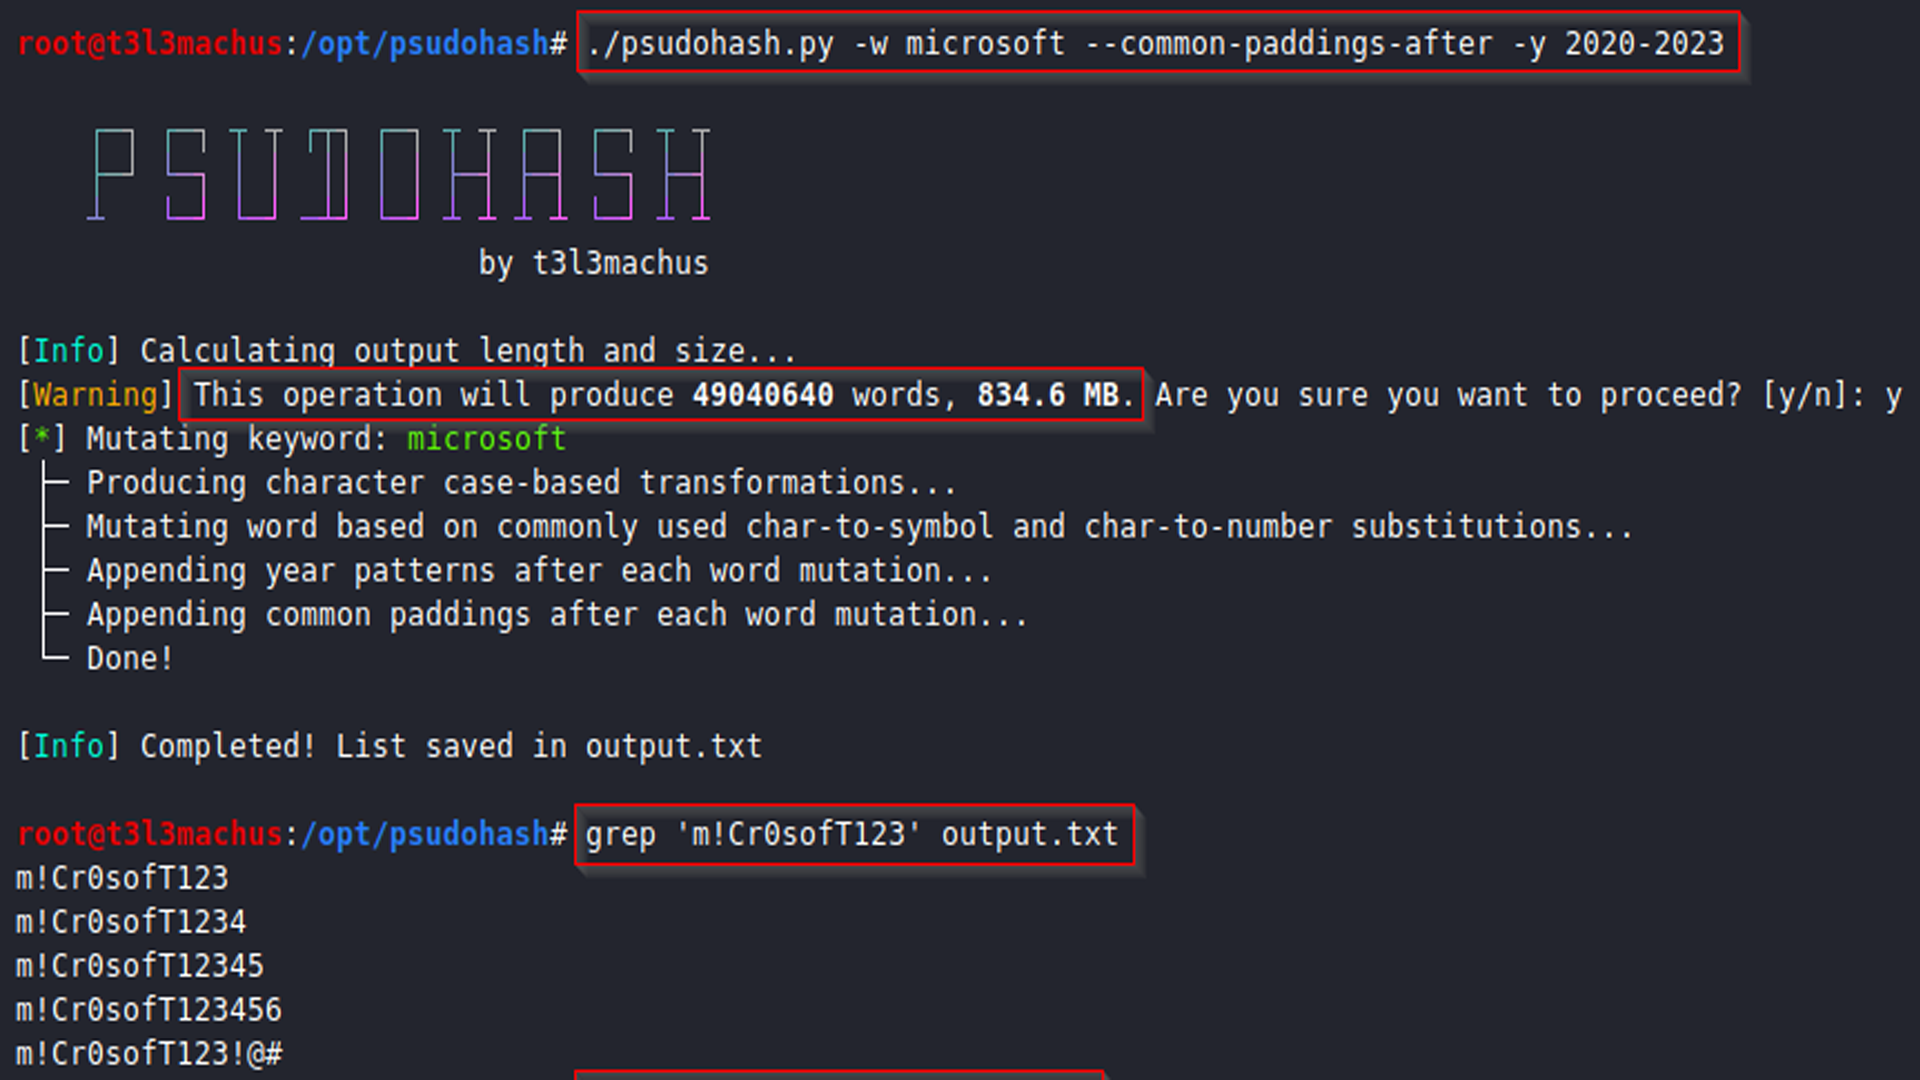 root@t3l3machus:/opt/psudohash# ./psudohash.py -w microsoft --common-paddings-after -y 2020-2023
PSUDOHASH
by t3l3machus
[Info] Calculating output length and size...
[Warning] This operation will produce 49040640 words, 834.6 MB. Are you sure you want to proceed? [y/n]: y
[*] Mutating keyword: microsoft
├─ Producing character case-based transformations...
├─ Mutating word based on commonly used char-to-symbol and char-to-number substitutions...
├─ Appending year patterns after each word mutation...
├─ Appending common paddings after each word mutation...
└─ Done!
[Info] Completed! List saved in output.txt
root@t3l3machus:/opt/psudohash# grep 'm!Cr0sofT123' output.txt
m!Cr0sofT123
m!Cr0sofT1234
m!Cr0sofT12345
m!Cr0sofT123456
m!Cr0sofT123!@#